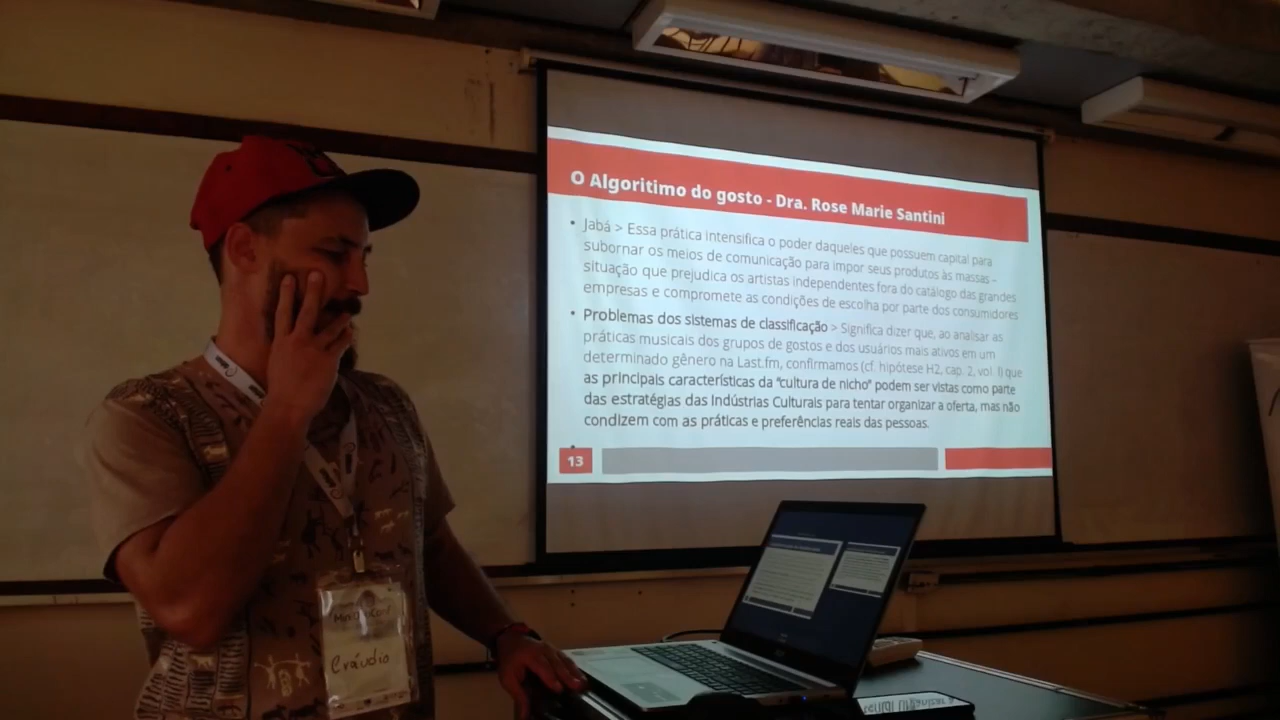 O Algoritimo do gosto - Dra. Rose Marie Santini
• Jabá > Essa prática intensifica o poder daqueles que possuem capital para
subornar os meios de comunicação para impor seus produtos às massas –
situação que prejudica os artistas independentes fora do catálogo das grandes
empresas e compromete as condições de escolha por parte dos consumidores
• Problemas dos sistemas de classificação > Significa dizer que, ao analisar as
práticas musicais dos grupos de gostos e dos usuários mais ativos em um
determinado gênero na Last.fm, confirmamos (cf. hipótese H2, cap. 2, vol. I) que
as principais características da “cultura de nicho” podem ser vistas como parte
das estratégias das Indústrias Culturais para tentar organizar a oferta, mas não
condizem com as práticas e preferências reais das pessoas.
•
13
Cráudio